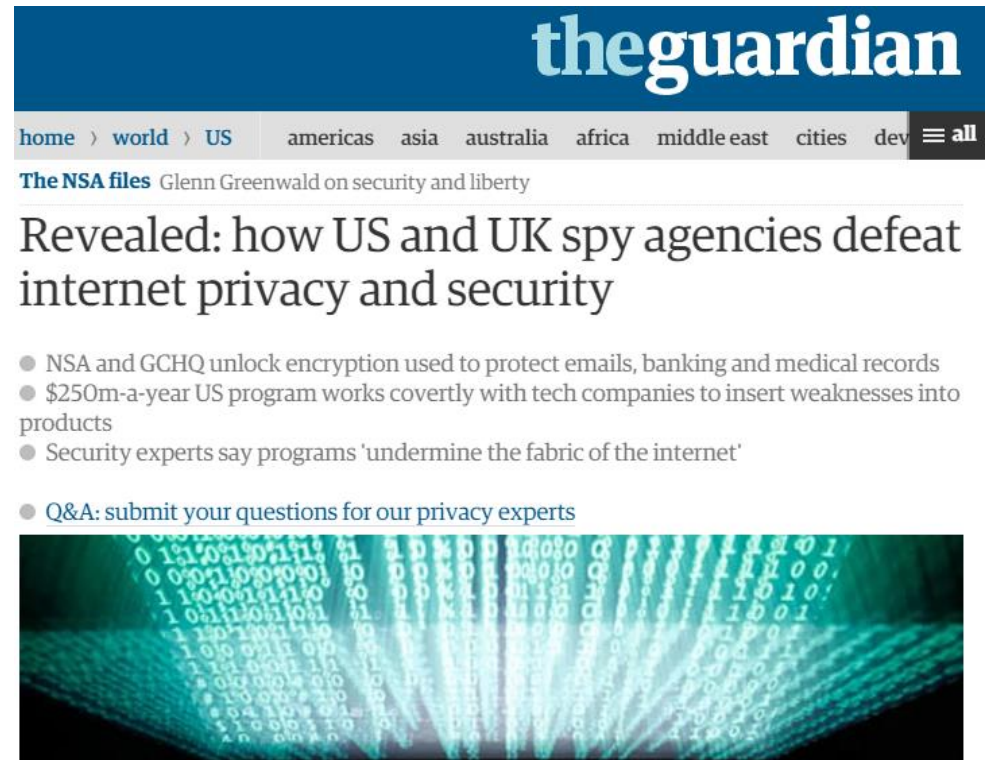 theguardian
home › world › US americas asia australia africa middle east cities dev ≡ all
The NSA files Glenn Greenwald on security and liberty
Revealed: how US and UK spy agencies defeat
internet privacy and security
● NSA and GCHQ unlock encryption used to protect emails, banking and medical records
● $250m-a-year US program works covertly with tech companies to insert weaknesses into
products
● Security experts say programs 'undermine the fabric of the internet'
● Q&A: submit your questions for our privacy experts